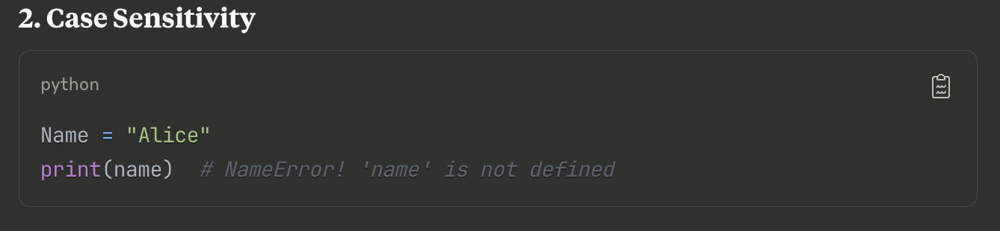 2. Case Sensitivity
python
Name = "Alice"
print(name)  # NameError! 'name' is not defined